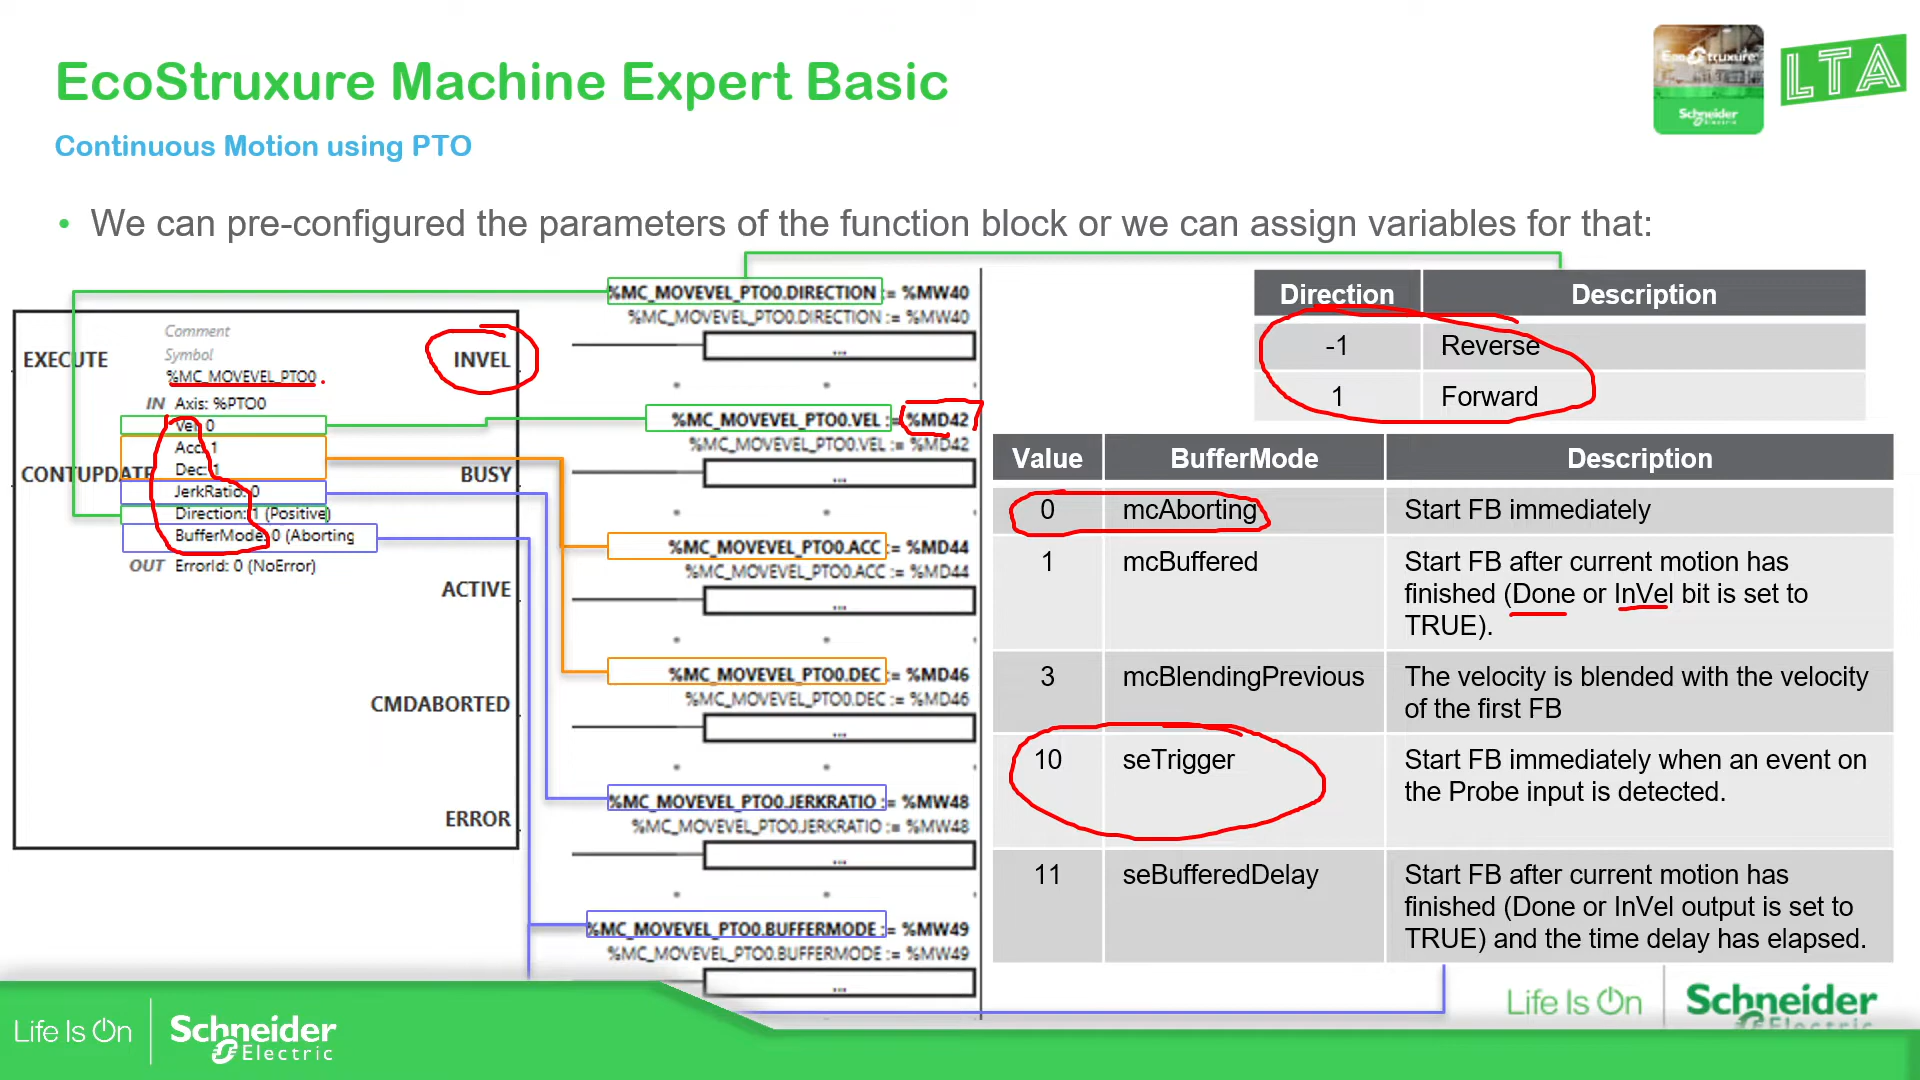 EcoStruxure Machine Expert Basic
Continuous Motion using PTO
EcoStruxure
Schneider
Electric
LTA
• We can pre-configured the parameters of the function block or we can assign variables for that:
Comment
Symbol
%MC_MOVEVEL_PTO0
EXECUTE
INVEL
IN Axis: %PTO0
Vel: 0
Acc: 1
Dec: 1
CONTUPDATE
BUSY
JerkRatio: 0
Direction: 1 (Positive)
BufferMode: 0 (Aborting
OUT ErrorId: 0 (NoError)
ACTIVE
CMDABORTED
ERROR
%MC_MOVEVEL_PTO0.DIRECTION := %MW40
%MC_MOVEVEL_PTO0.DIRECTION := %MW40
...
%MC_MOVEVEL_PTO0.VEL := %MD42
%MC_MOVEVEL_PTO0.VEL := %MD42
...
%MC_MOVEVEL_PTO0.ACC := %MD44
%MC_MOVEVEL_PTO0.ACC := %MD44
...
%MC_MOVEVEL_PTO0.DEC := %MD46
%MC_MOVEVEL_PTO0.DEC := %MD46
...
%MC_MOVEVEL_PTO0.JERKRATIO := %MW48
%MC_MOVEVEL_PTO0.JERKRATIO := %MW48
...
%MC_MOVEVEL_PTO0.BUFFERMODE := %MW49
%MC_MOVEVEL_PTO0.BUFFERMODE := %MW49
...
Direction Description
-1 Reverse
1 Forward
Value BufferMode Description
0 mcAborting Start FB immediately
1 mcBuffered Start FB after current motion has
finished (Done or InVel bit is set to
TRUE).
3 mcBlendingPrevious The velocity is blended with the velocity
of the first FB
10 seTrigger Start FB immediately when an event on
the Probe input is detected.
11 seBufferedDelay Start FB after current motion has
finished (Done or InVel output is set to
TRUE) and the time delay has elapsed.
Life Is On
Schneider
Electric
Life Is On
Schneider
Electric